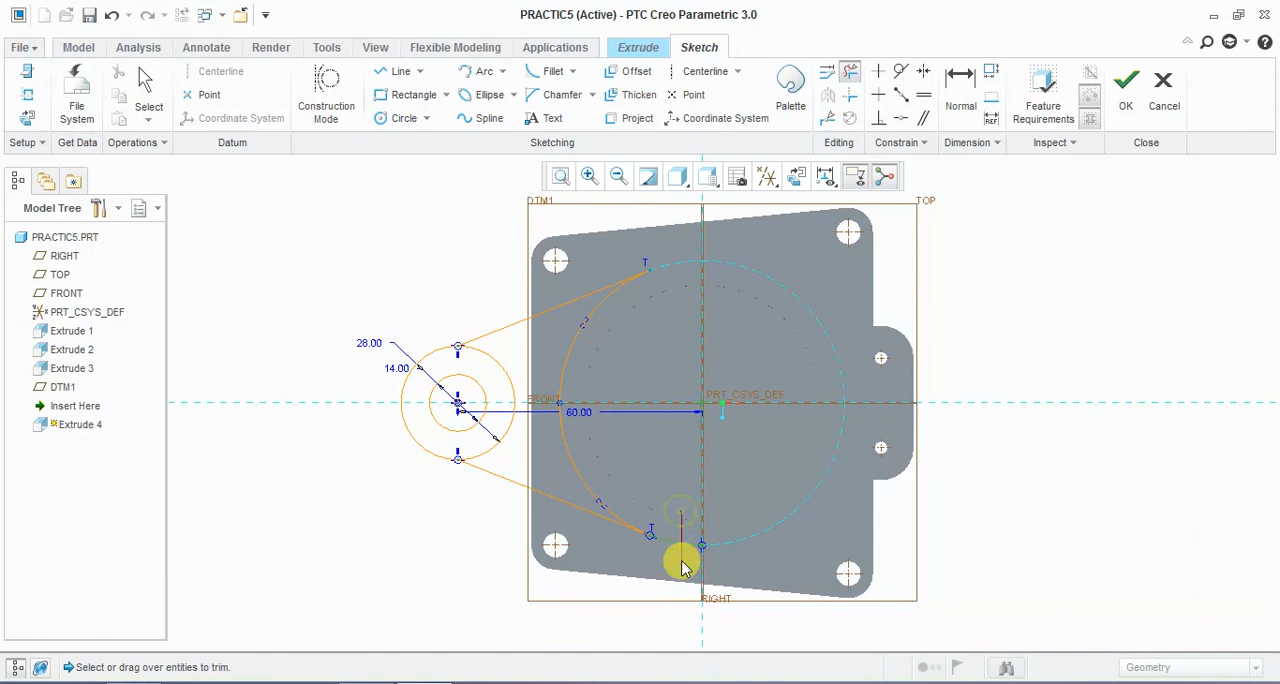 PRACTIC5 (Active) - PTC Creo Parametric 3.0
File Model Analysis Annotate Render Tools View Flexible Modeling Applications Extrude Sketch
Centerline Line Arc Fillet Offset Centerline
Point Rectangle Ellipse Chamfer Thicken Point
Coordinate System Circle Spline Text Project Coordinate System
File System Select Construction Mode Palette Normal Feature Requirements OK Cancel
Setup Get Data Operations Datum Sketching Editing Constrain Dimension Inspect Close
Model Tree
PRACTIC5.PRT
RIGHT
TOP
FRONT
PRT_CSYS_DEF
Extrude 1
Extrude 2
Extrude 3
DTM1
Insert Here
Extrude 4
DTM1 TOP
T
28.00
14.00
PRT_CSYS_DEF
FRONT
60.00
T
RIGHT
Select or drag over entities to trim.
Geometry